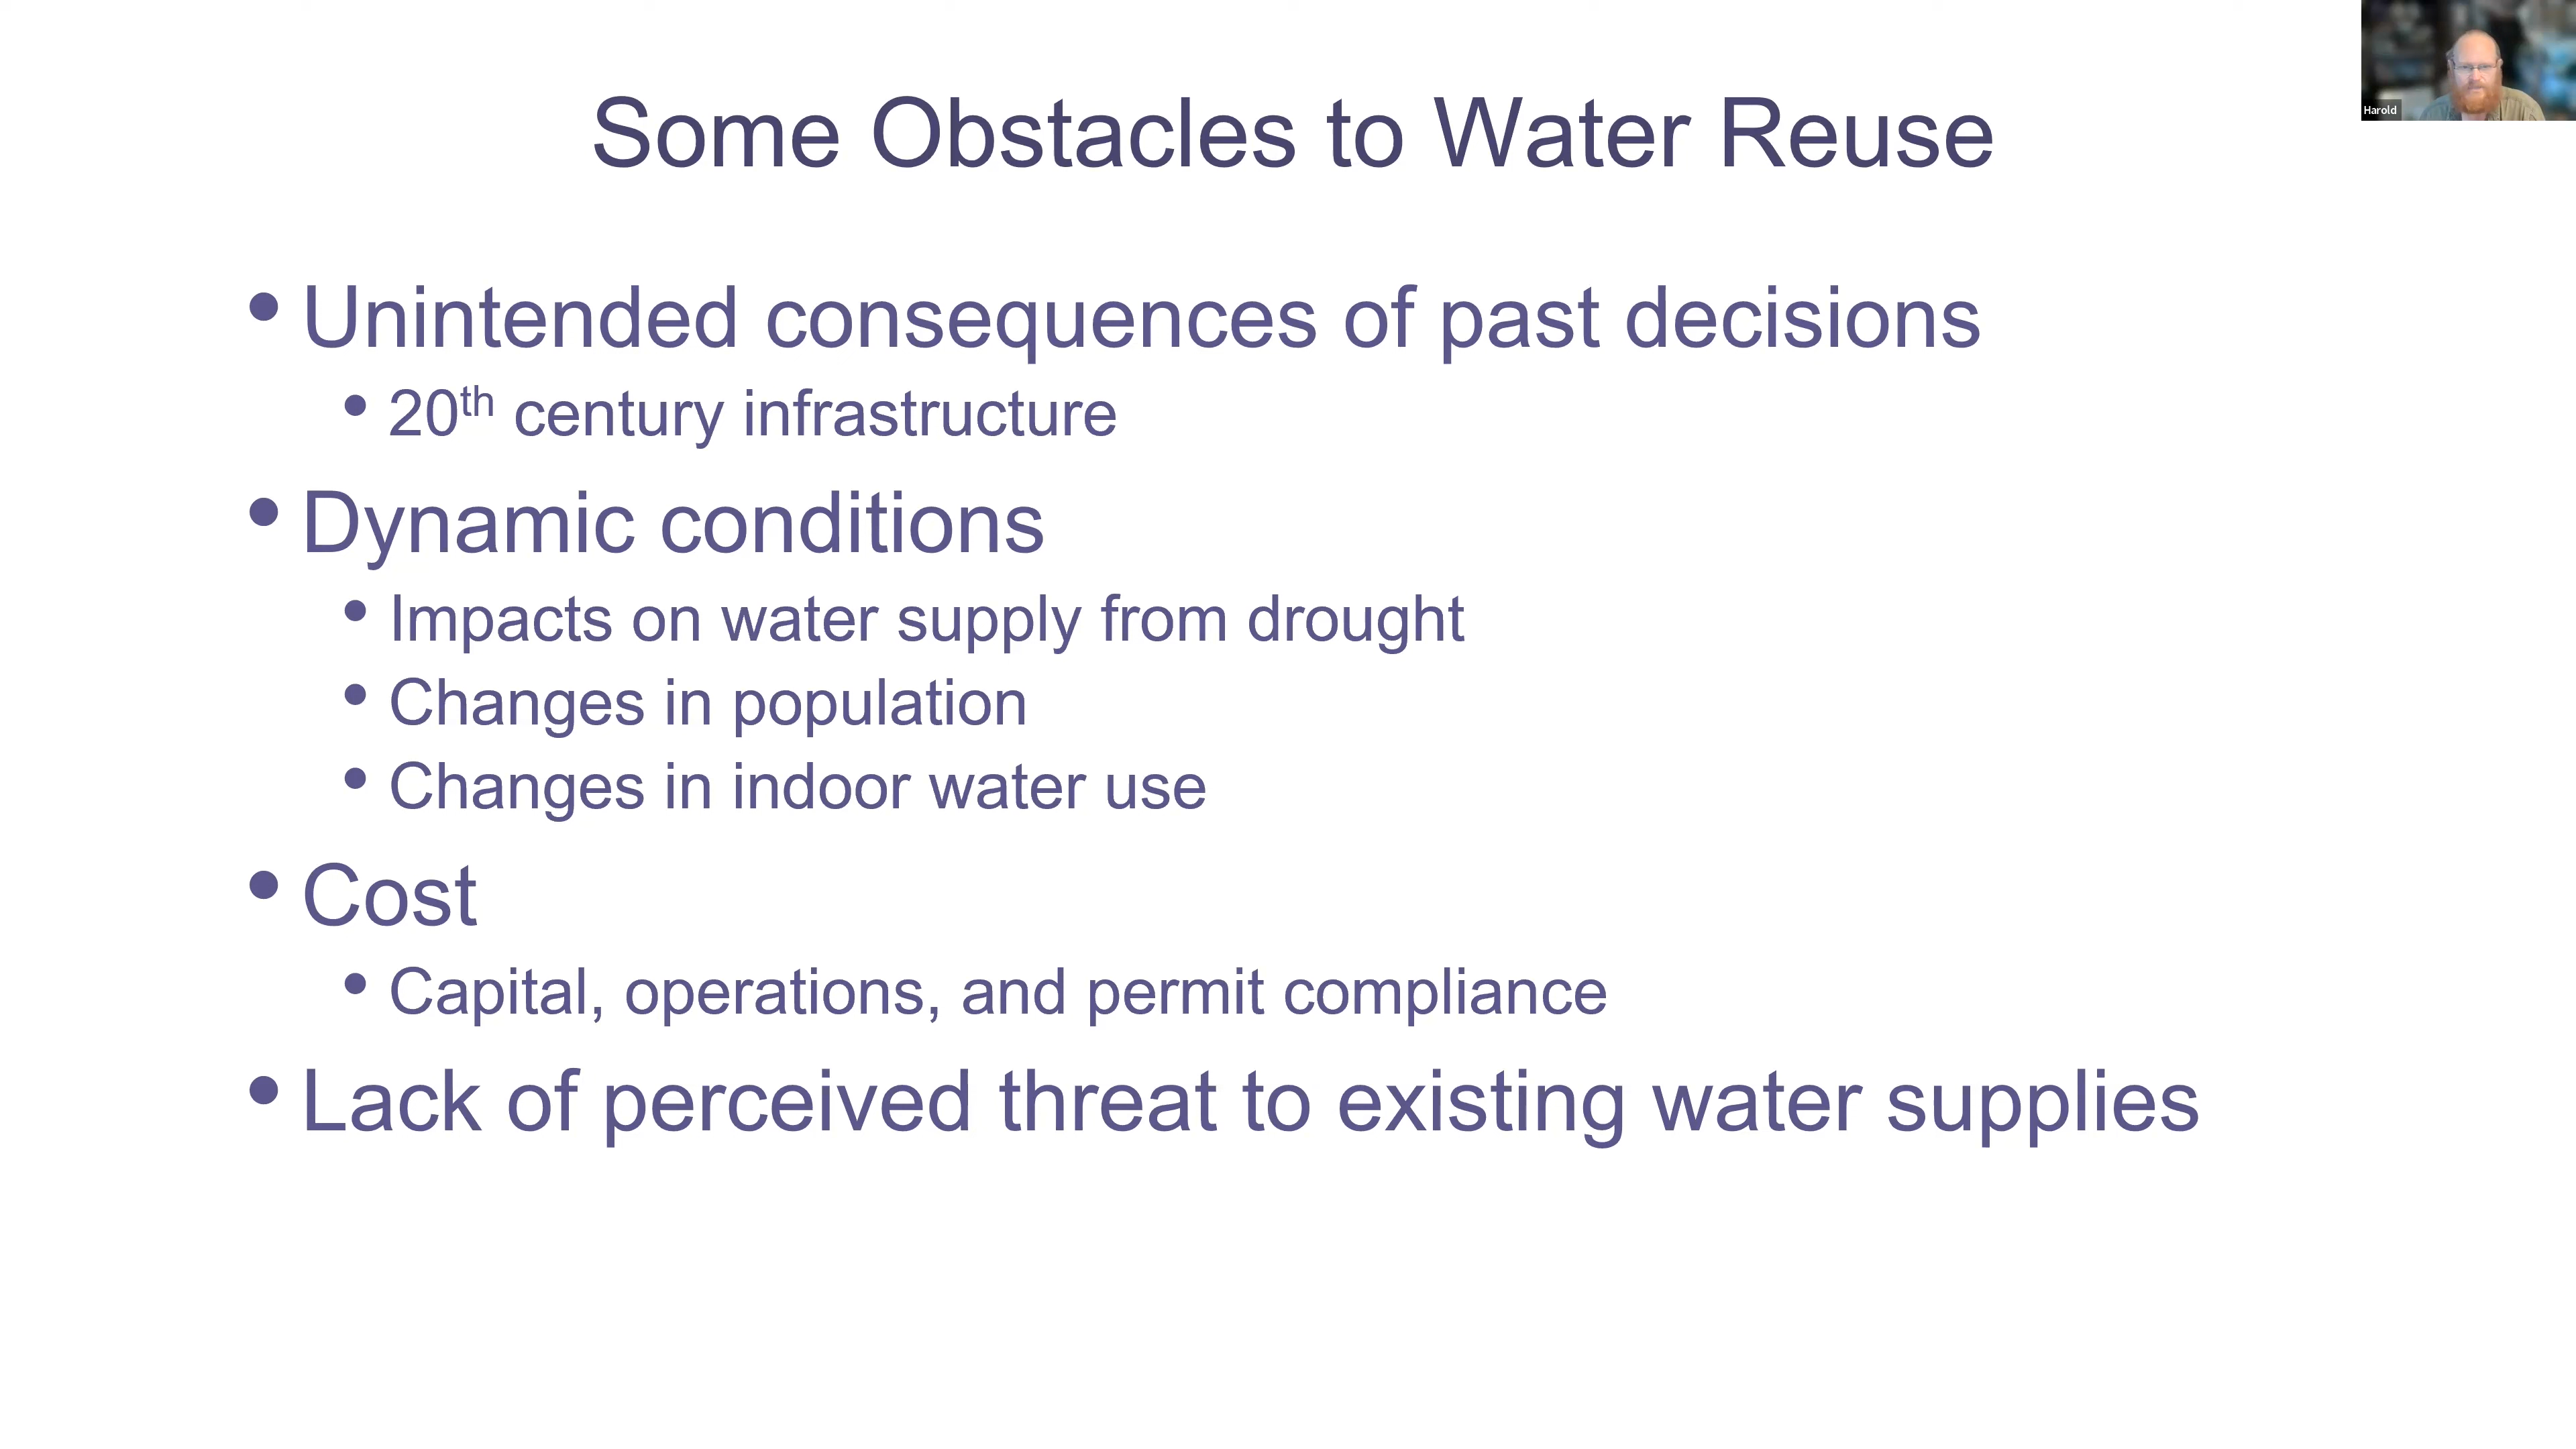 Some Obstacles to Water Reuse
Harold
• Unintended consequences of past decisions
• 20th century infrastructure
• Dynamic conditions
• Impacts on water supply from drought
• Changes in population
• Changes in indoor water use
• Cost
• Capital, operations, and permit compliance
• Lack of perceived threat to existing water supplies